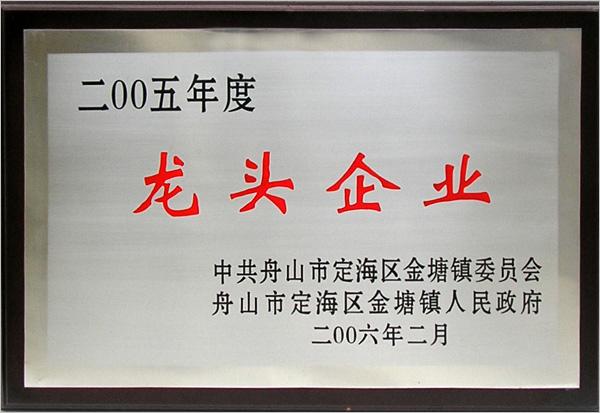 二00五年度
龙头企业
中共舟山市定海区金塘镇委员会
舟山市定海区金塘镇人民政府
二00六年二月